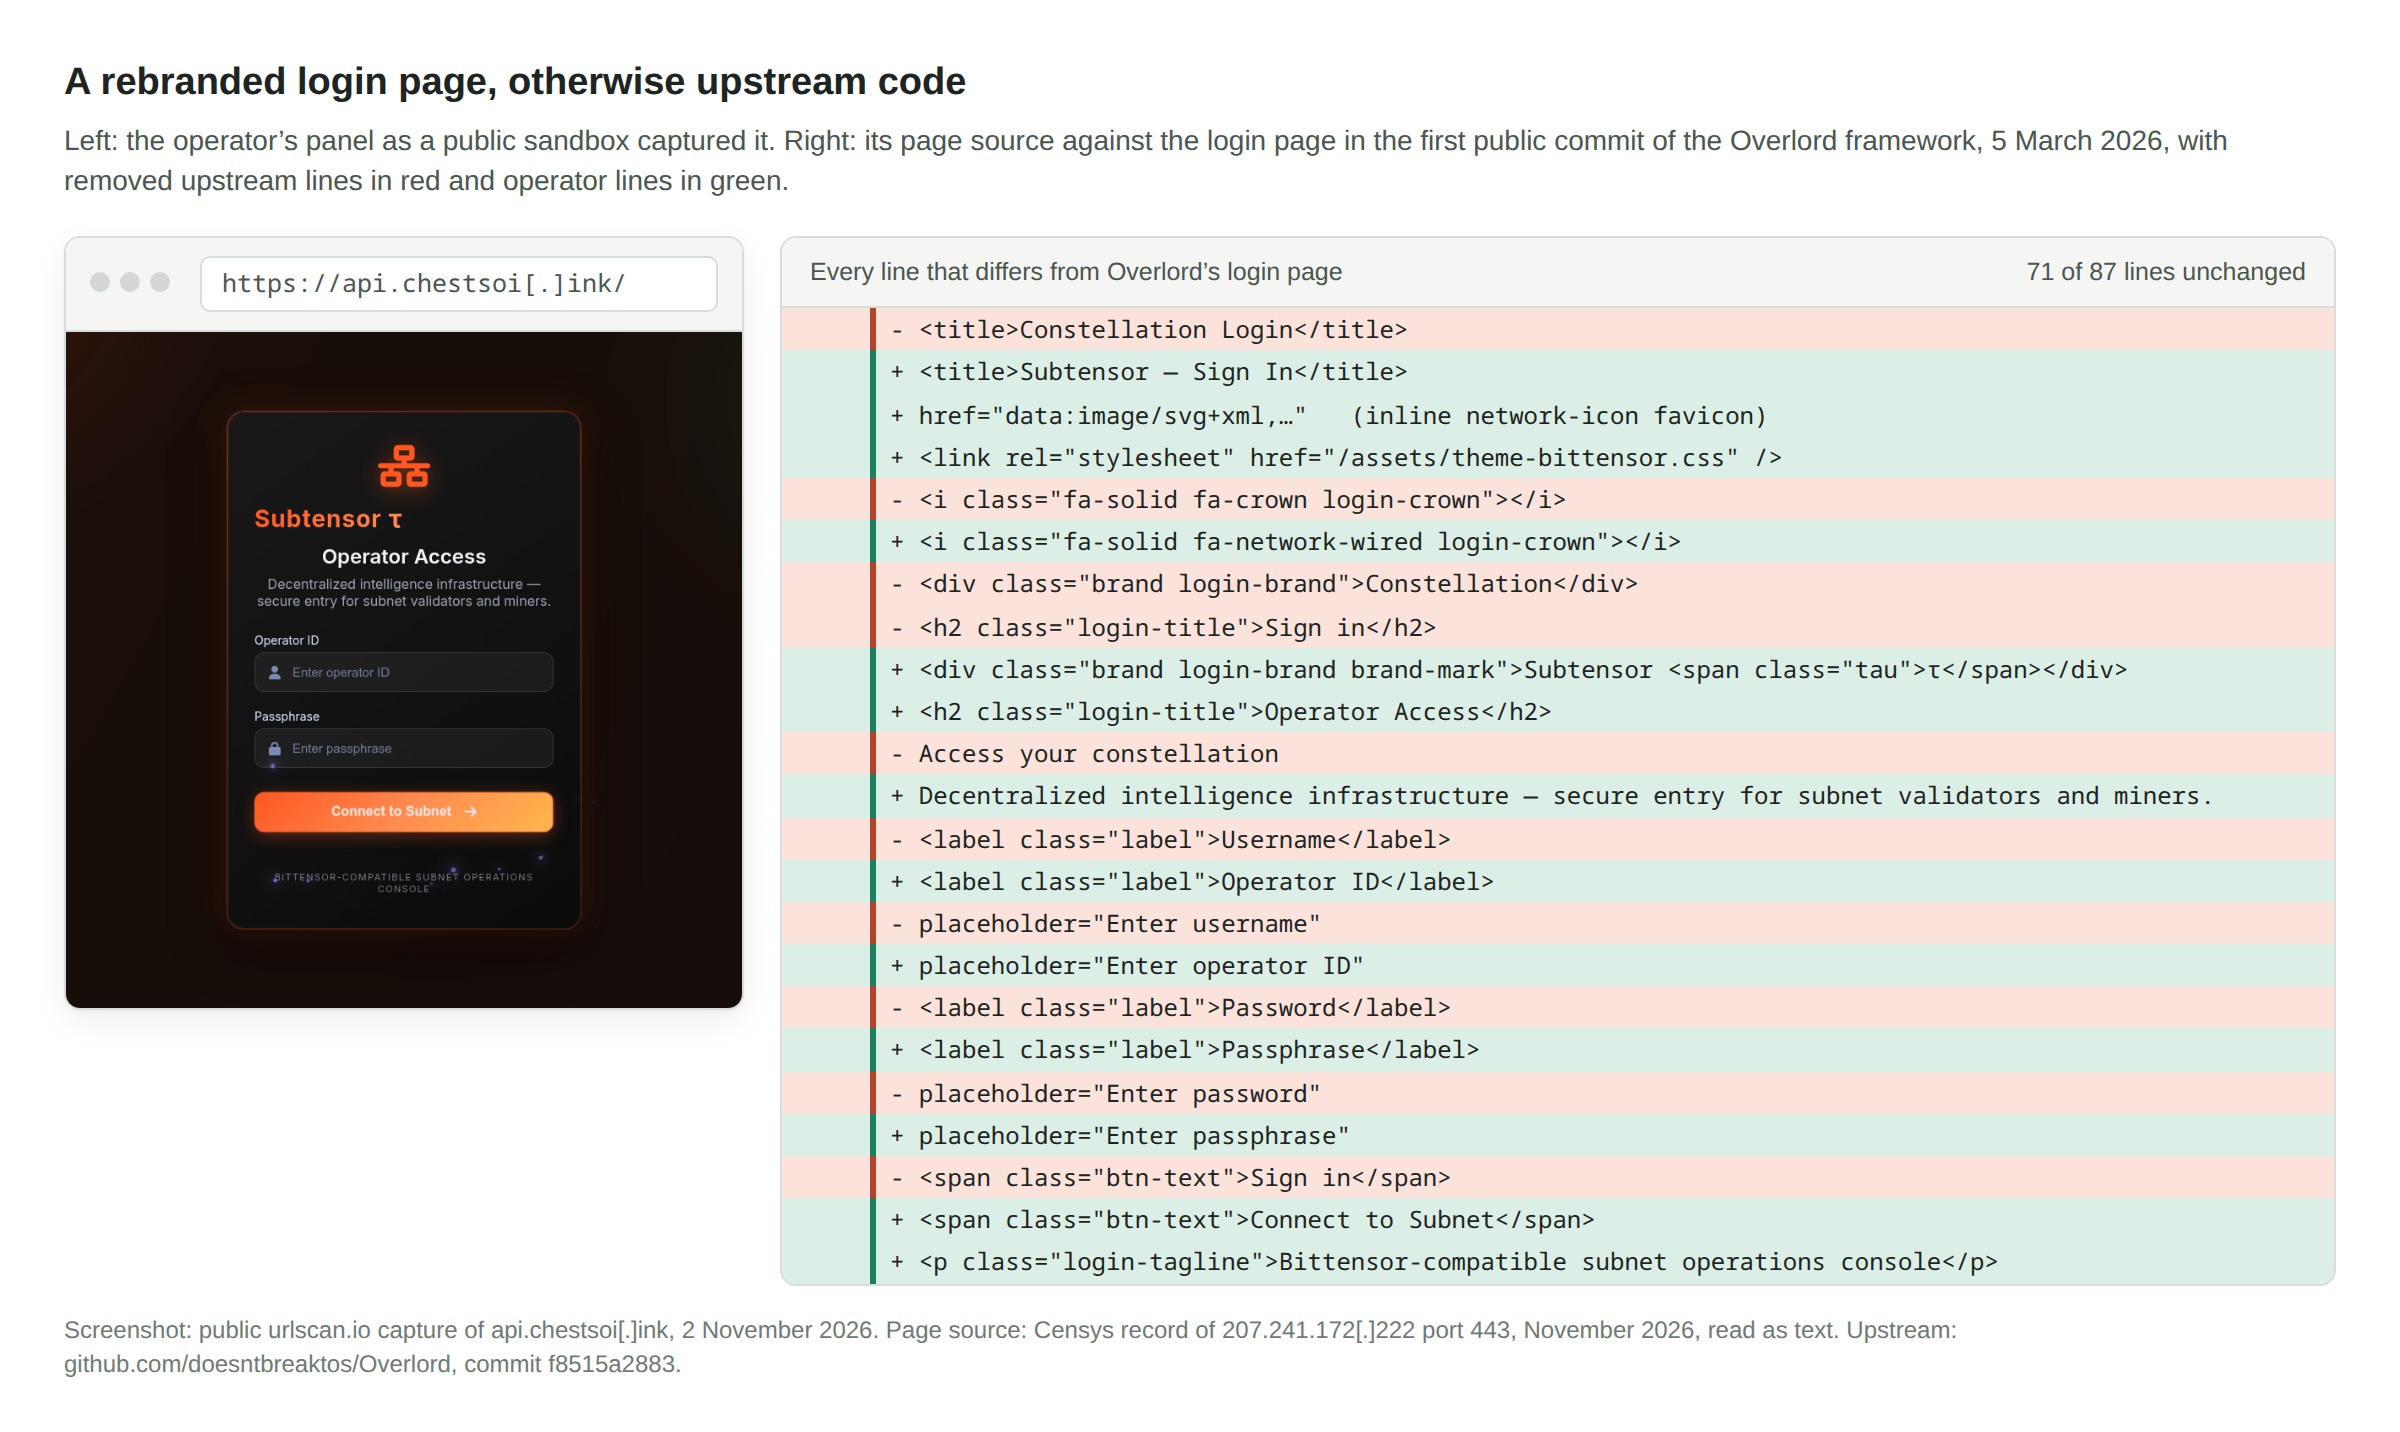 A rebranded login page, otherwise upstream code
Left: the operator’s panel as a public sandbox captured it. Right: its page source against the login page in the first public commit of the Overlord framework, 5 March 2026, with
removed upstream lines in red and operator lines in green.
https://api.chestsoi[.]ink/
Subtensor τ
Operator Access
Decentralized intelligence infrastructure —
secure entry for subnet validators and miners.
Operator ID
Enter operator ID
Passphrase
Enter passphrase
Connect to Subnet →
BITTENSOR-COMPATIBLE SUBNET OPERATIONS
CONSOLE
Every line that differs from Overlord’s login page
71 of 87 lines unchanged
- <title>Constellation Login</title>
+ <title>Subtensor — Sign In</title>
+ href="data:image/svg+xml,…" (inline network-icon favicon)
+ <link rel="stylesheet" href="/assets/theme-bittensor.css" />
- <i class="fa-solid fa-crown login-crown"></i>
+ <i class="fa-solid fa-network-wired login-crown"></i>
- <div class="brand login-brand">Constellation</div>
- <h2 class="login-title">Sign in</h2>
+ <div class="brand login-brand brand-mark">Subtensor <span class="tau">τ</span></div>
+ <h2 class="login-title">Operator Access</h2>
- Access your constellation
+ Decentralized intelligence infrastructure — secure entry for subnet validators and miners.
- <label class="label">Username</label>
+ <label class="label">Operator ID</label>
- placeholder="Enter username"
+ placeholder="Enter operator ID"
- <label class="label">Password</label>
+ <label class="label">Passphrase</label>
- placeholder="Enter password"
+ placeholder="Enter passphrase"
- <span class="btn-text">Sign in</span>
+ <span class="btn-text">Connect to Subnet</span>
+ <p class="login-tagline">Bittensor-compatible subnet operations console</p>
Screenshot: public urlscan.io capture of api.chestsoi[.]ink, 2 November 2026. Page source: Censys record of 207.241.172[.]222 port 443, November 2026, read as text. Upstream:
github.com/doesntbreaktos/Overlord, commit f8515a2883.